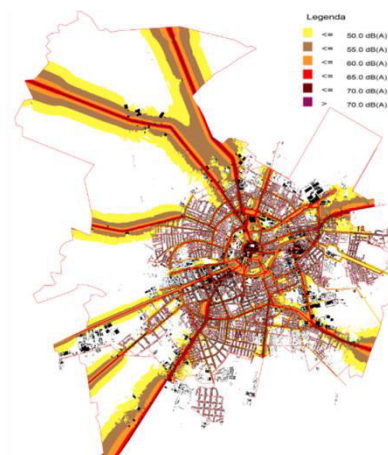 Legenda
<= 50.0 dB(A)
<= 55.0 dB(A)
<= 60.0 dB(A)
<= 65.0 dB(A)
<= 70.0 dB(A)
> 70.0 dB(A)